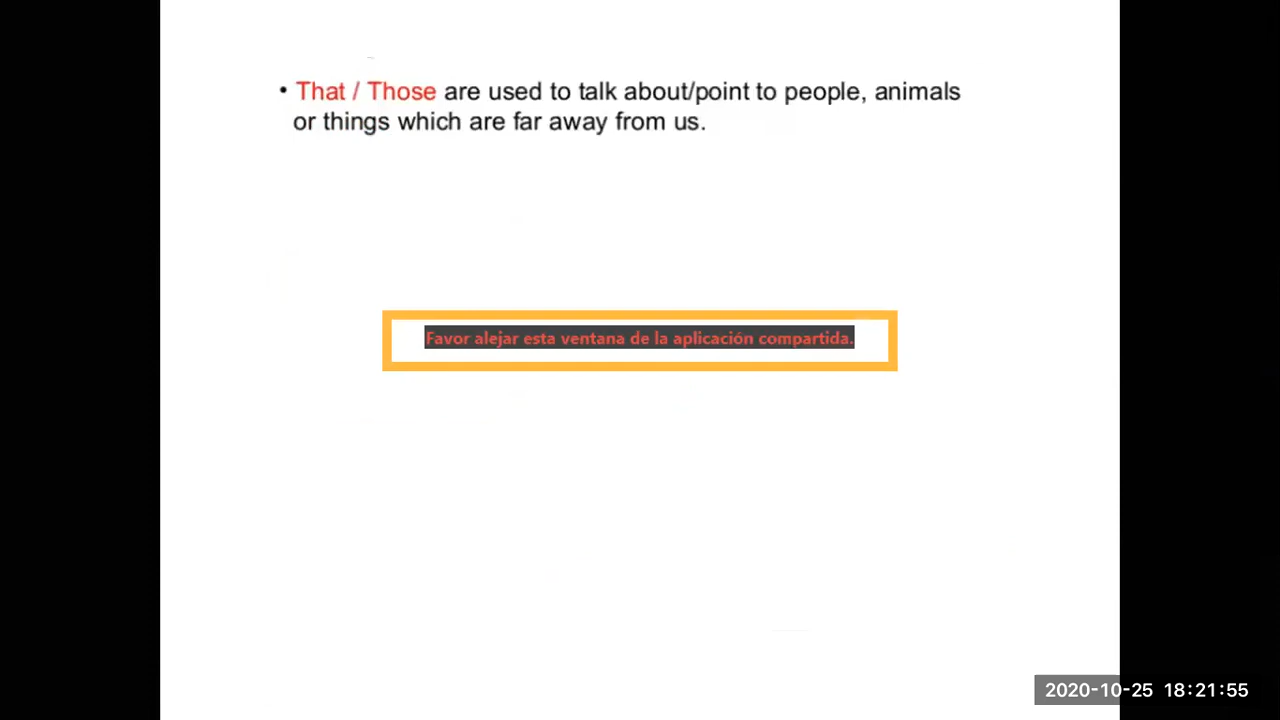 • That / Those are used to talk about/point to people, animals
or things which are far away from us.
Favor alejar esta ventana de la aplicación compartida.
2020-10-25 18:21:55